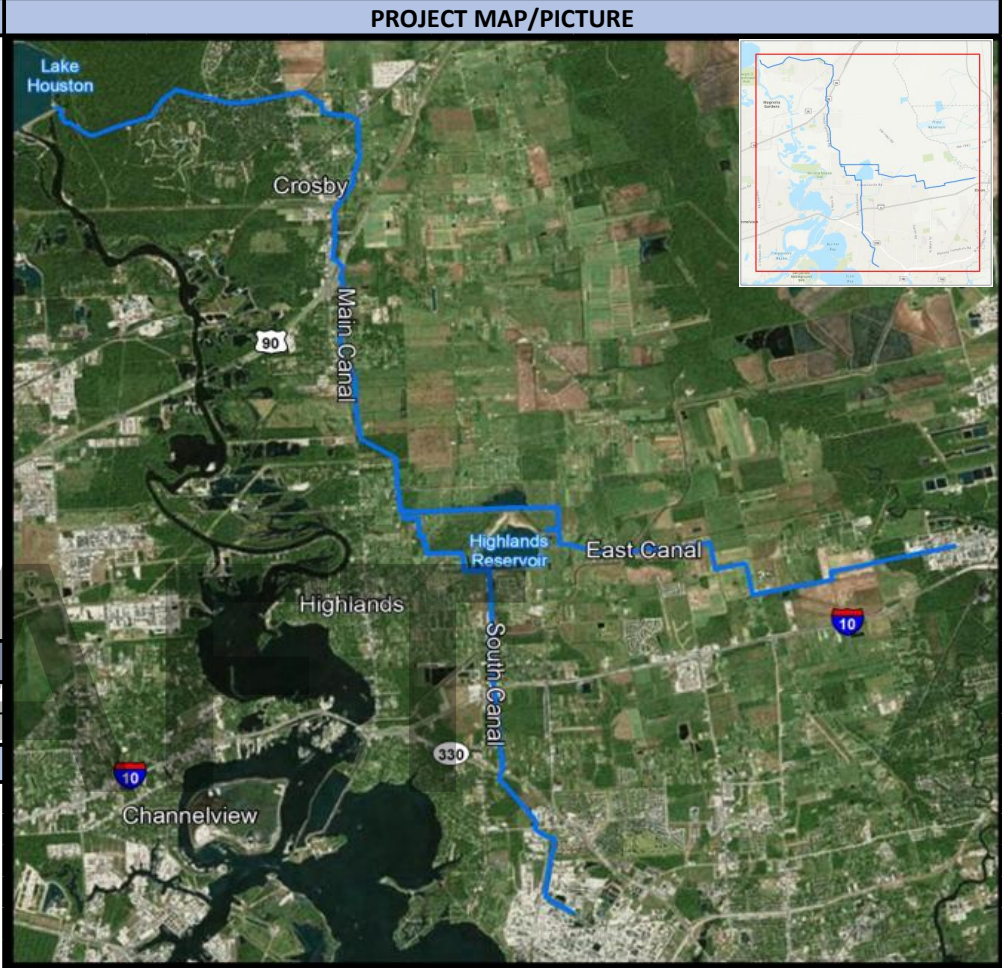 PROJECT MAP/PICTURE
Lake
Houston
Crosby
Main Canal
90
Highlands
Reservoir
East Canal
Highlands
10
South Canal
330
10
Channelview